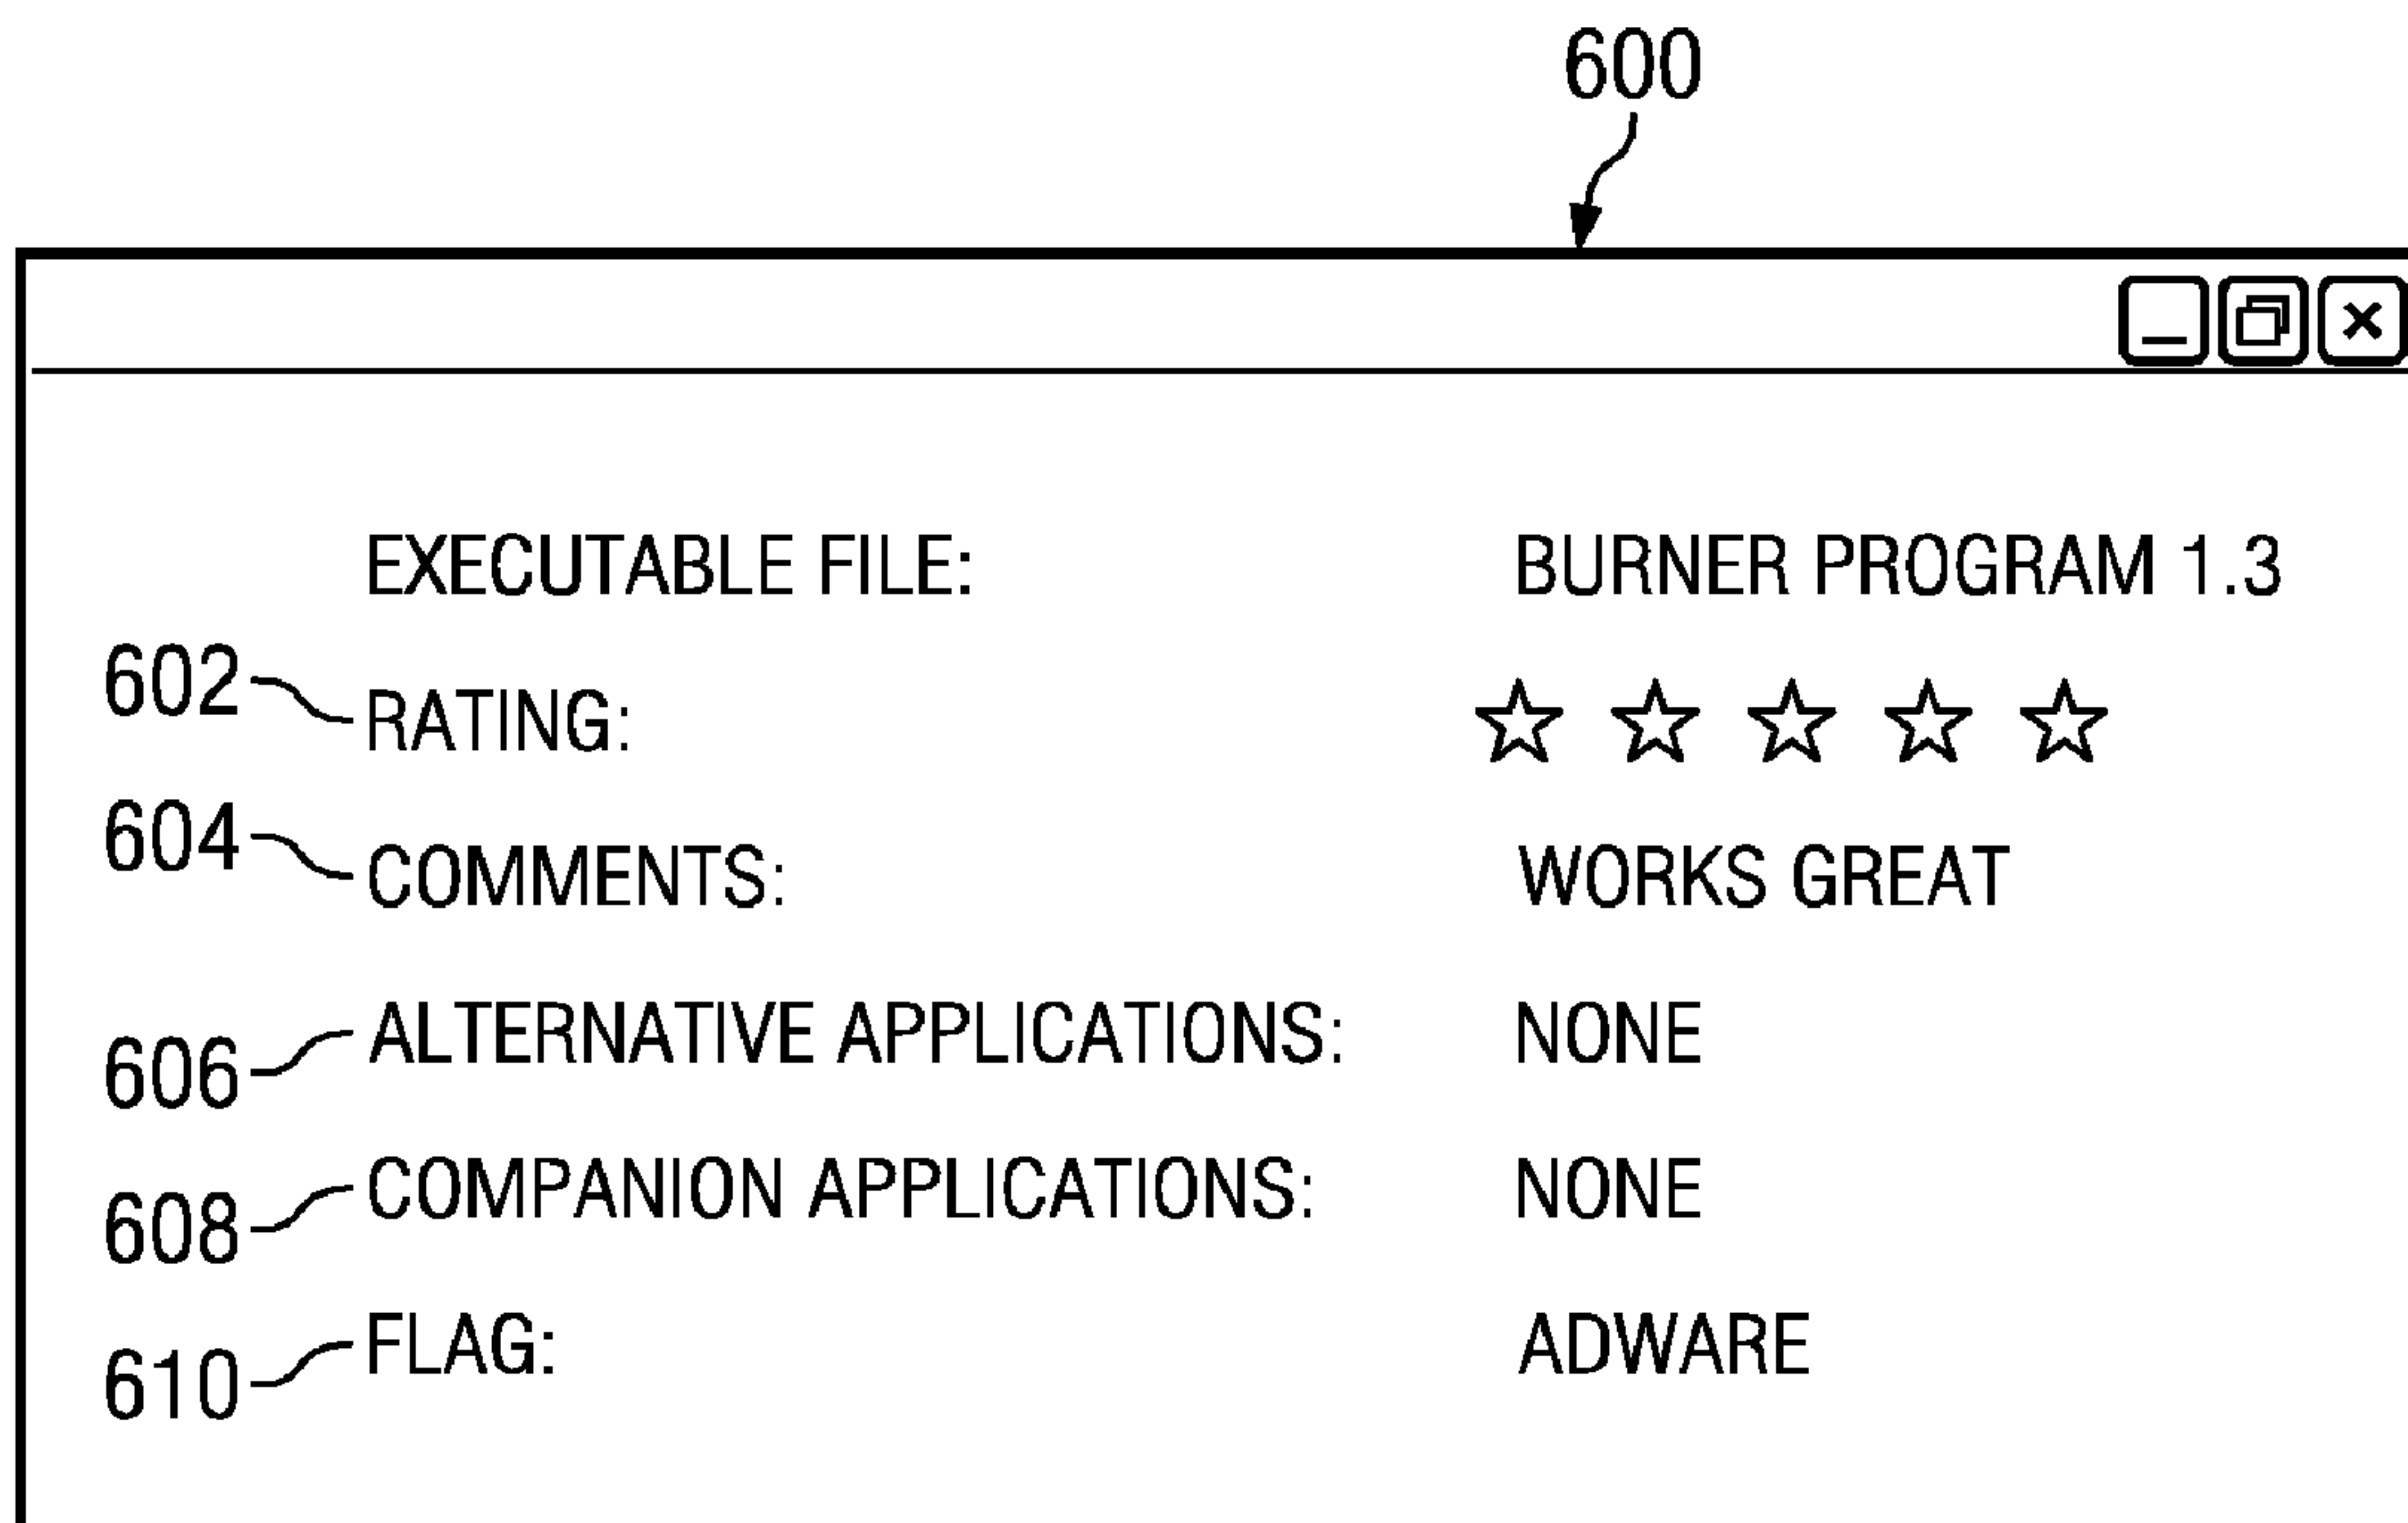 600
EXECUTABLE FILE: BURNER PROGRAM 1.3
602 RATING:
604 COMMENTS: WORKS GREAT
606 ALTERNATIVE APPLICATIONS: NONE
608 COMPANION APPLICATIONS: NONE
610 FLAG: ADWARE